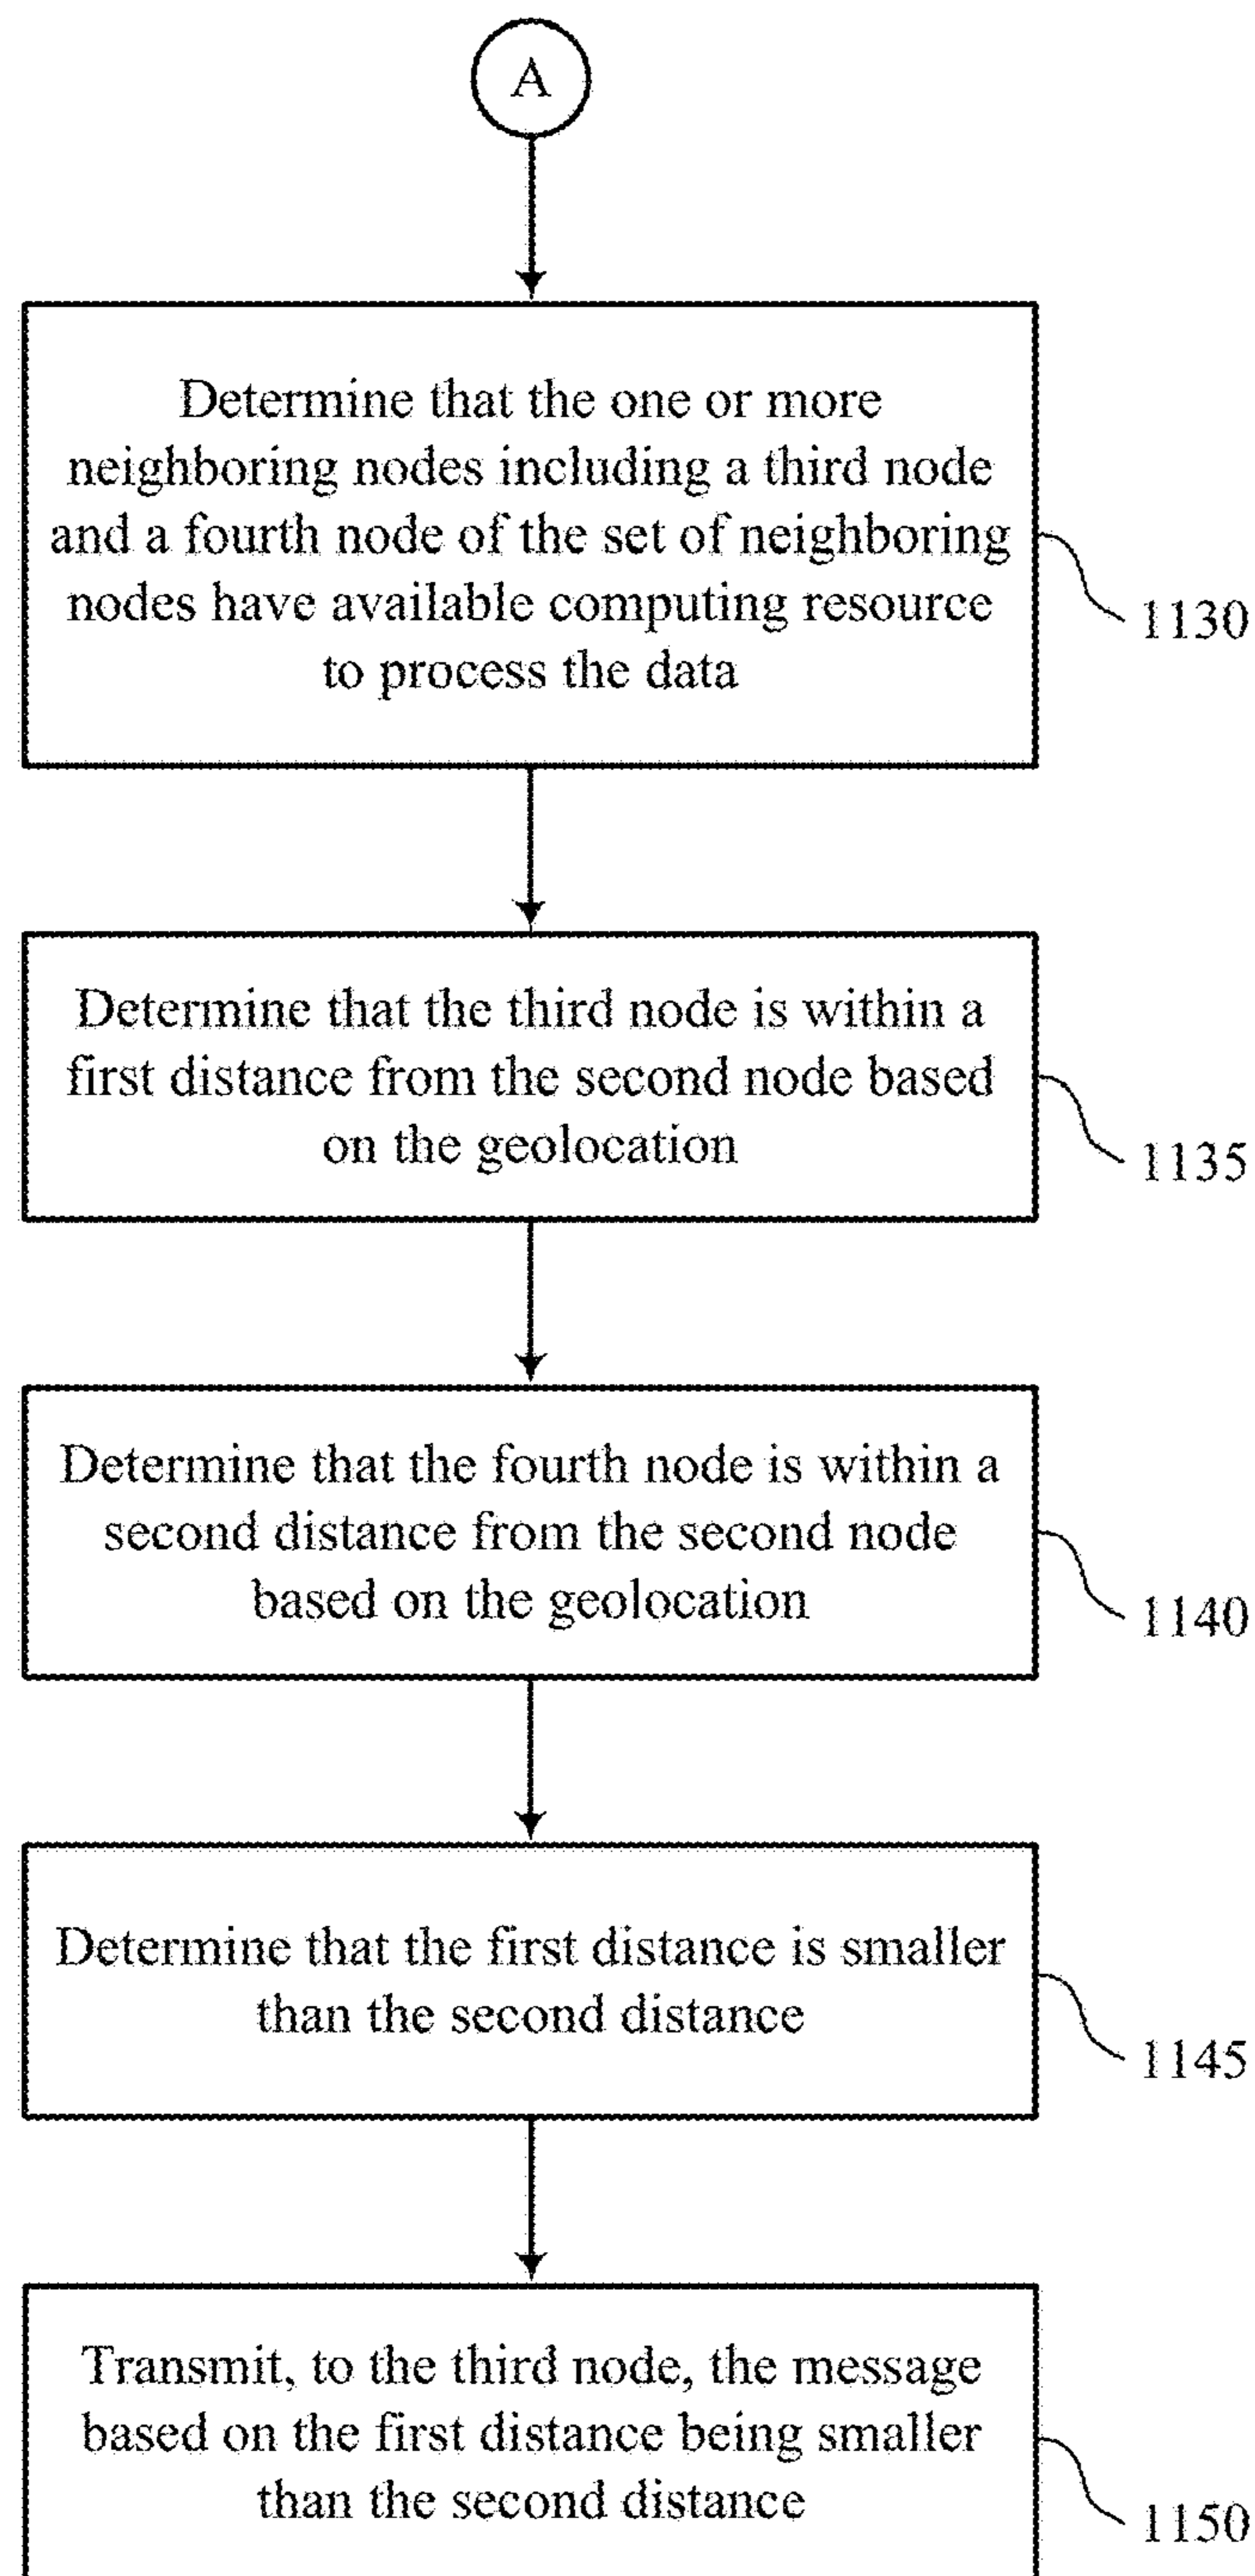 A
Determine that the one or more
neighboring nodes including a third node
and a fourth node of the set of neighboring
nodes have available computing resource
to process the data
1130
Determine that the third node is within a
first distance from the second node based
on the geolocation
1135
Determine that the fourth node is within a
second distance from the second node
based on the geolocation
1140
Determine that the first distance is smaller
than the second distance
1145
Transmit, to the third node, the message
based on the first distance being smaller
than the second distance
1150